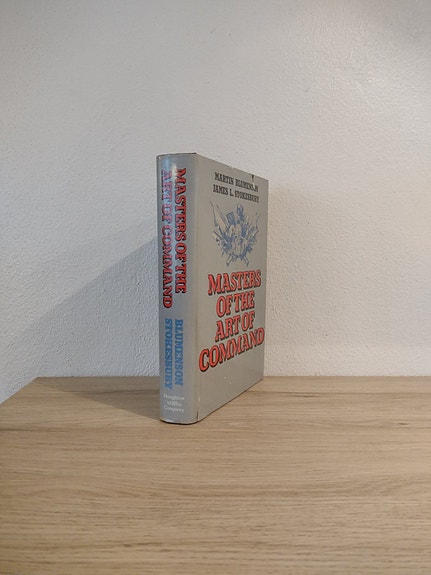 MARTIN BLUMENSON
JAMES L. STOKESBURY
MASTERS
OF THE
ART OF
COMMAND
MASTERS OF THE
ART OF COMMAND
BLUMENSON
STOKESBURY
Houghton
Mifflin
Company